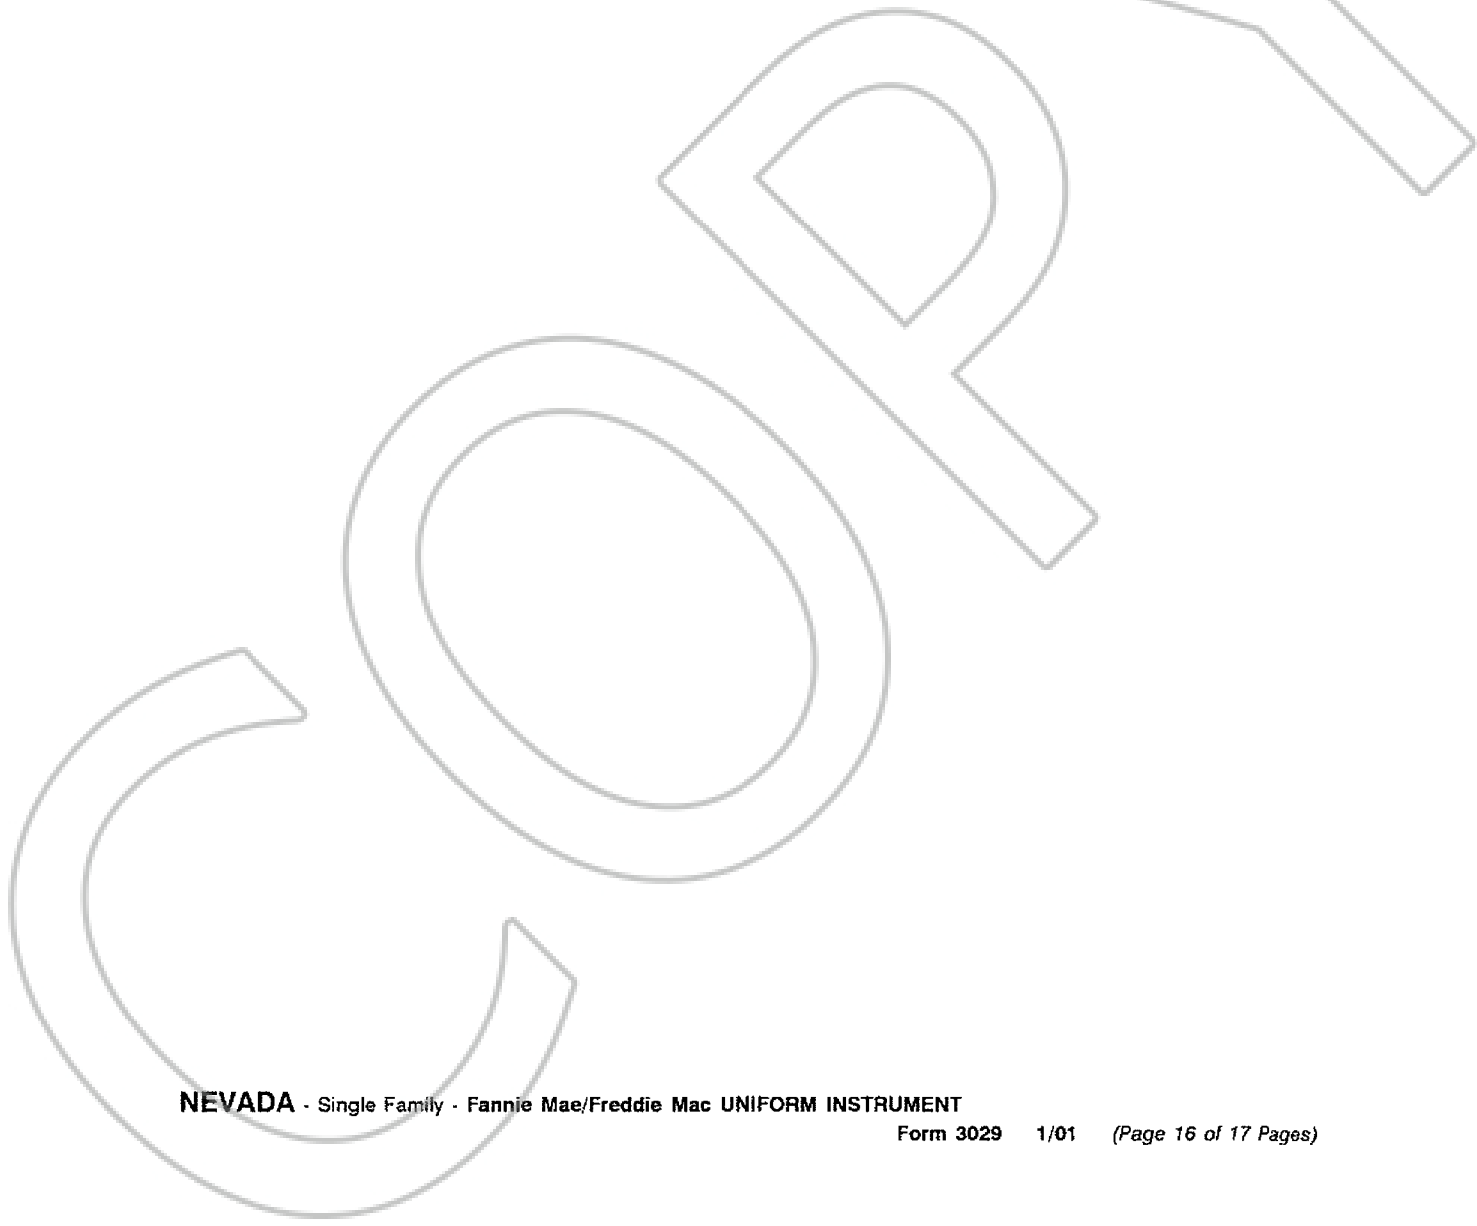 COPY
NEVADA - Single Family - Fannie Mae/Freddie Mac UNIFORM INSTRUMENT
Form 3029 1/01 (Page 16 of 17 Pages)